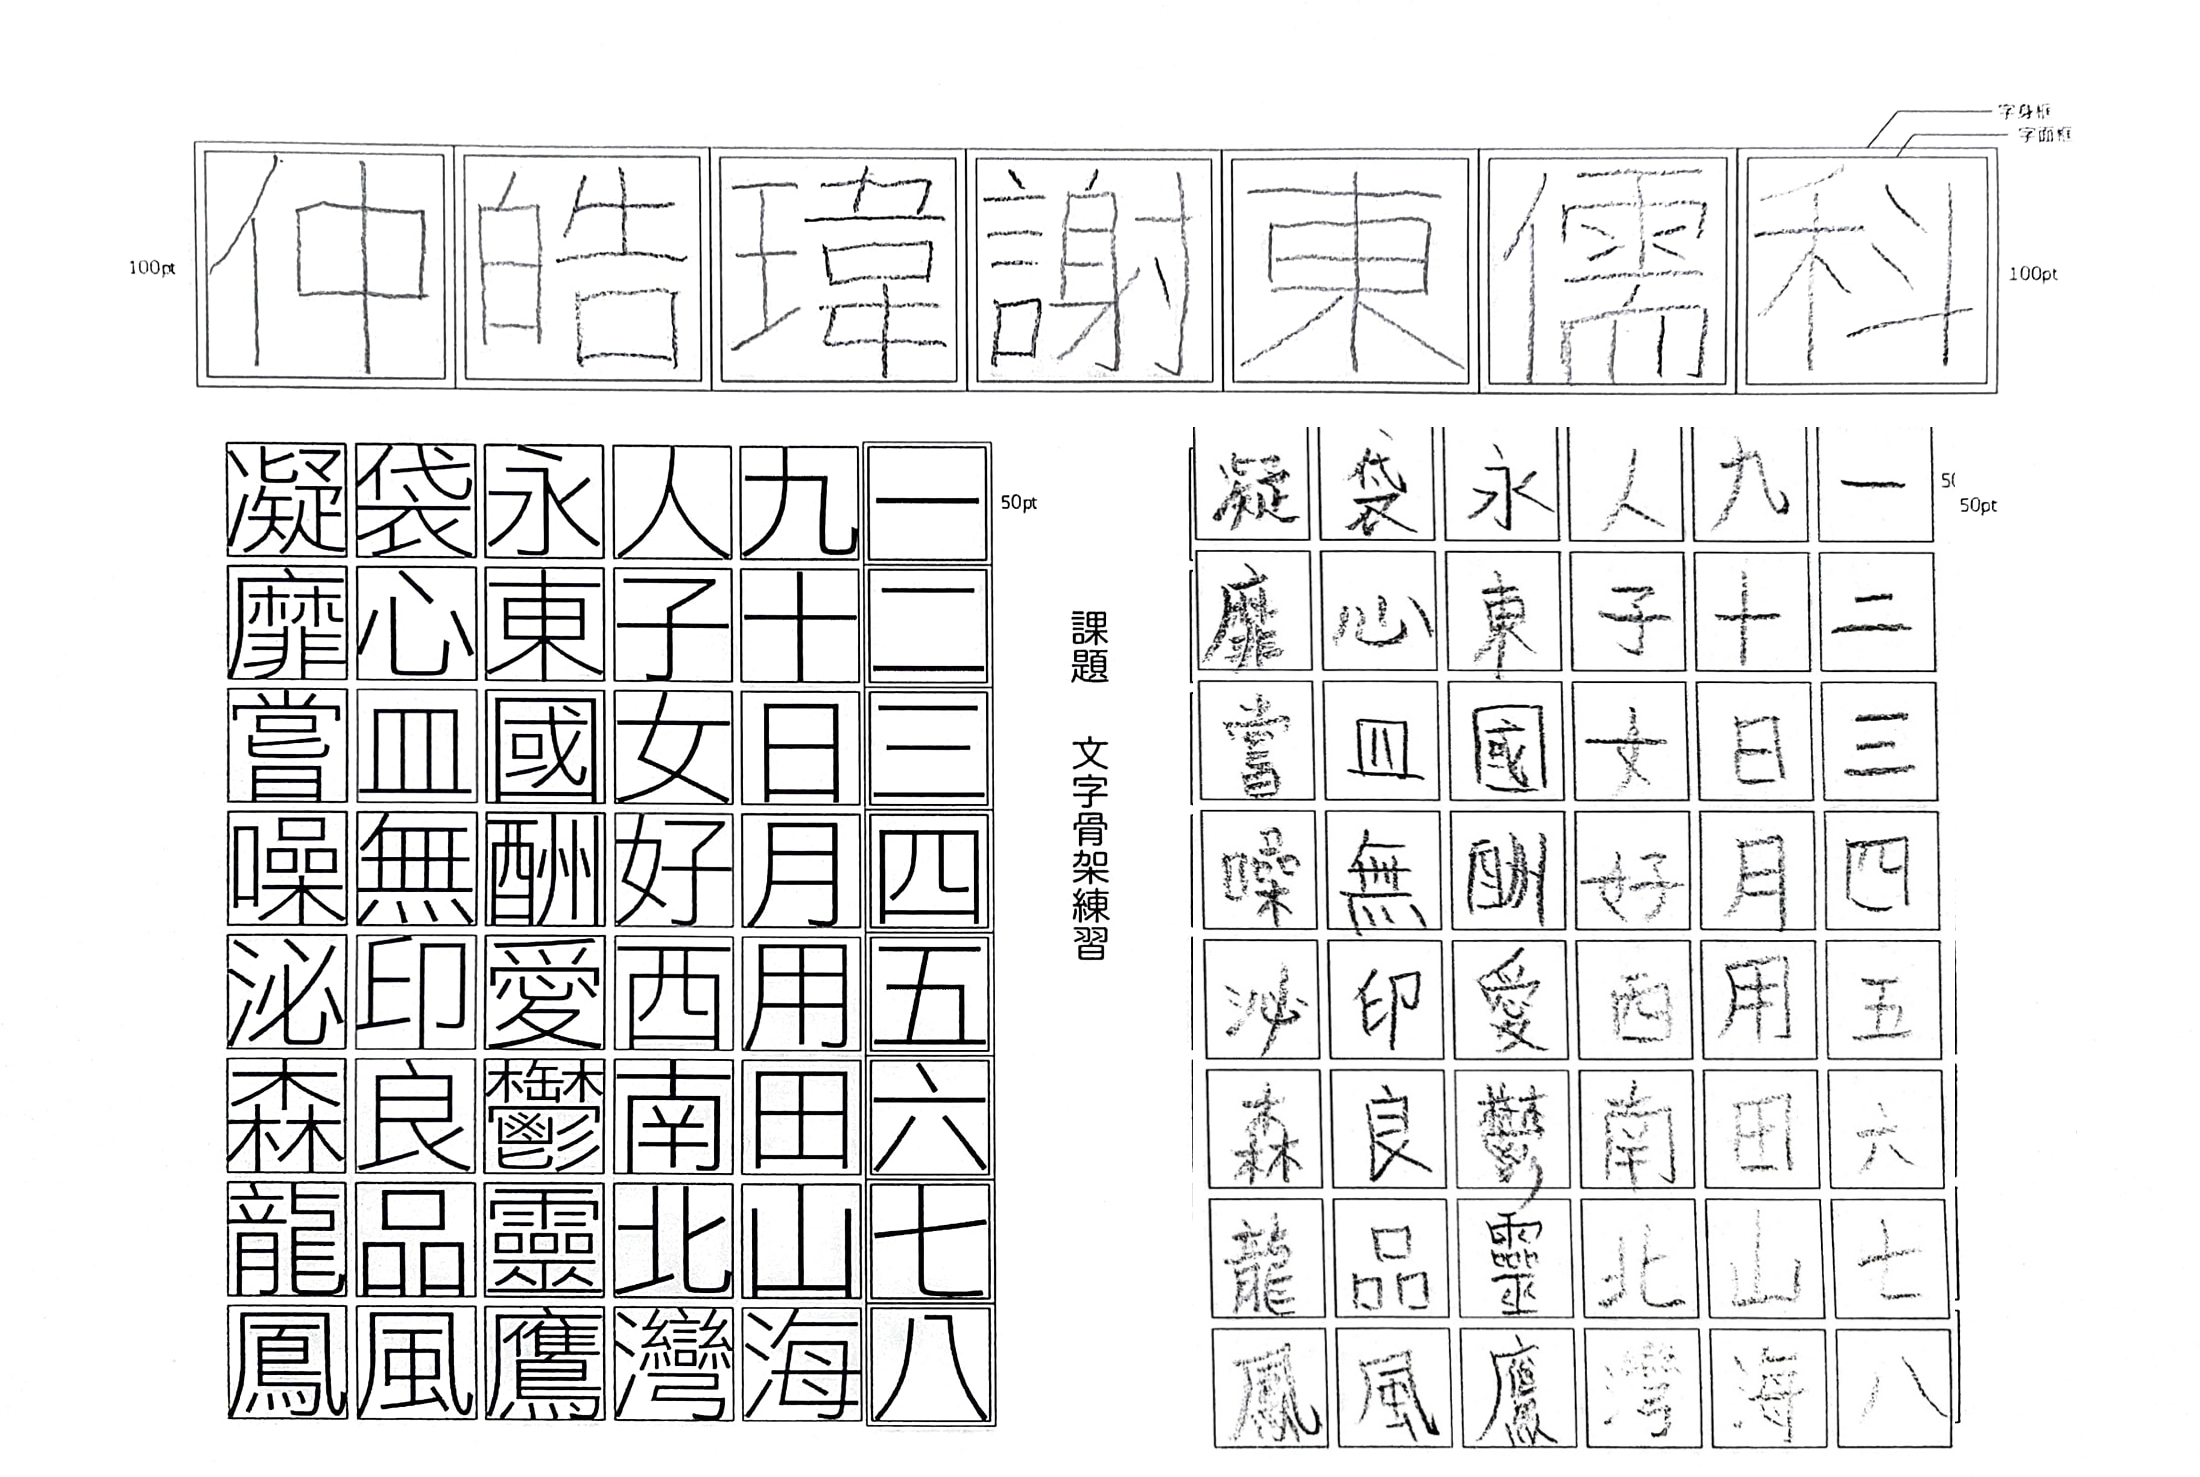 字身框
字面框
100pt
仲皓瑋謝東儒科
100pt
50
50pt
一二三四五六七八
九十日月用田山海
人子女好西南北灣
永東國酬愛鬱靈鷹
袋心皿無印良品風
凝靡嘗噪泌森龍鳳
課題 文字骨架練習
50pt
一二三四五六七八
九十日月用田山海
人子女好西南北灣
永東國酬愛鬱靈鷹
袋心皿無印良品風
凝靡嘗噪泌森龍鳳